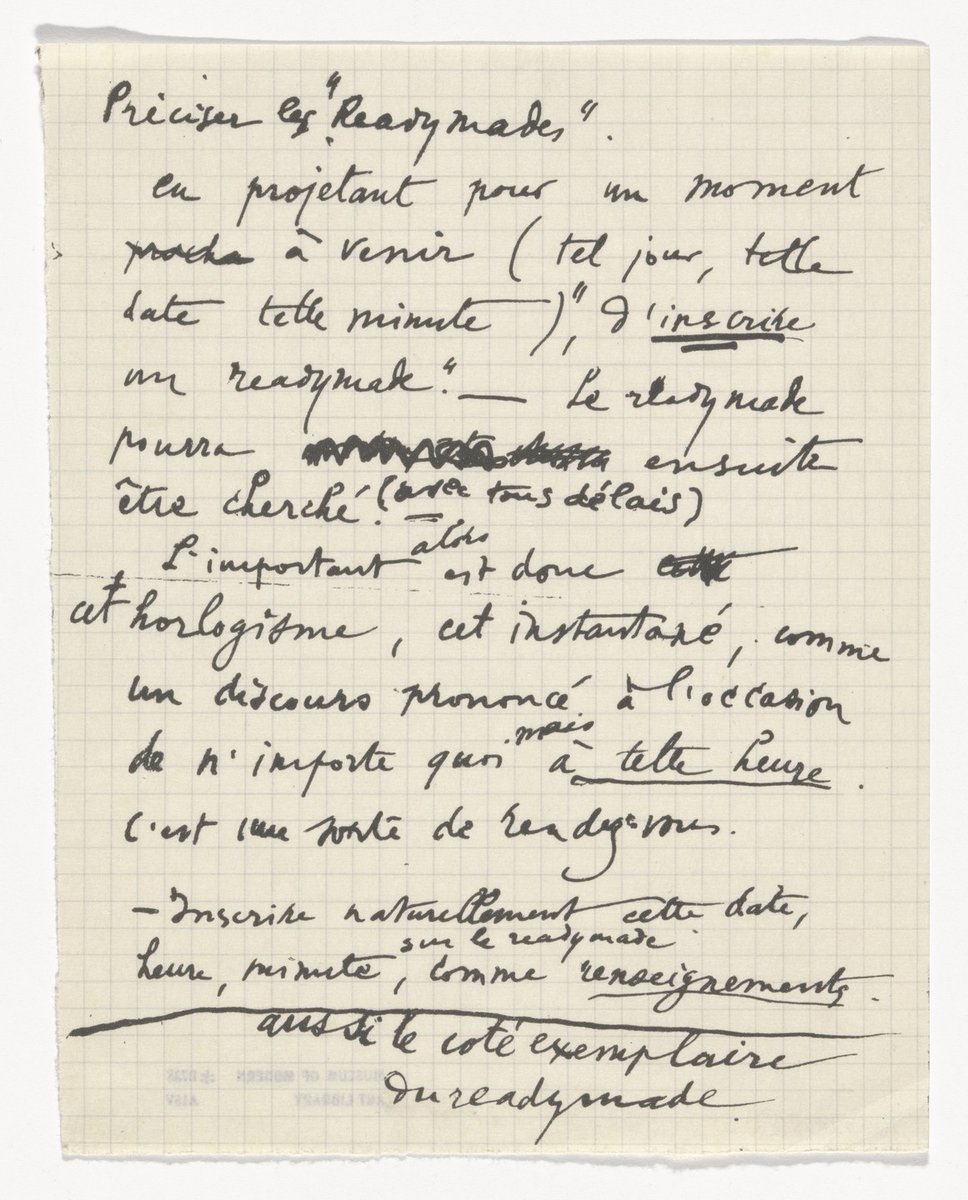 Préciser les "Readymades".
en projetant pour un moment
proche à venir ( tel jour, telle
date telle minute ), "d'inscrire
un readymade". — Le readymade
pourra ensuite
être cherché. (avec tous délais)
L'important alors est donc
cet horlogisme, cet instantané, comme
un discours prononcé à l'occasion
de n'importe quoi mais à telle heure.
C'est une sorte de rendez-vous.
— Inscrire naturellement cette date,
sur le readymade
heure, minute, comme renseignements.
aussi le coté exemplaire
du readymade.
MUSEUM OF MODERN
ART LIBRARY